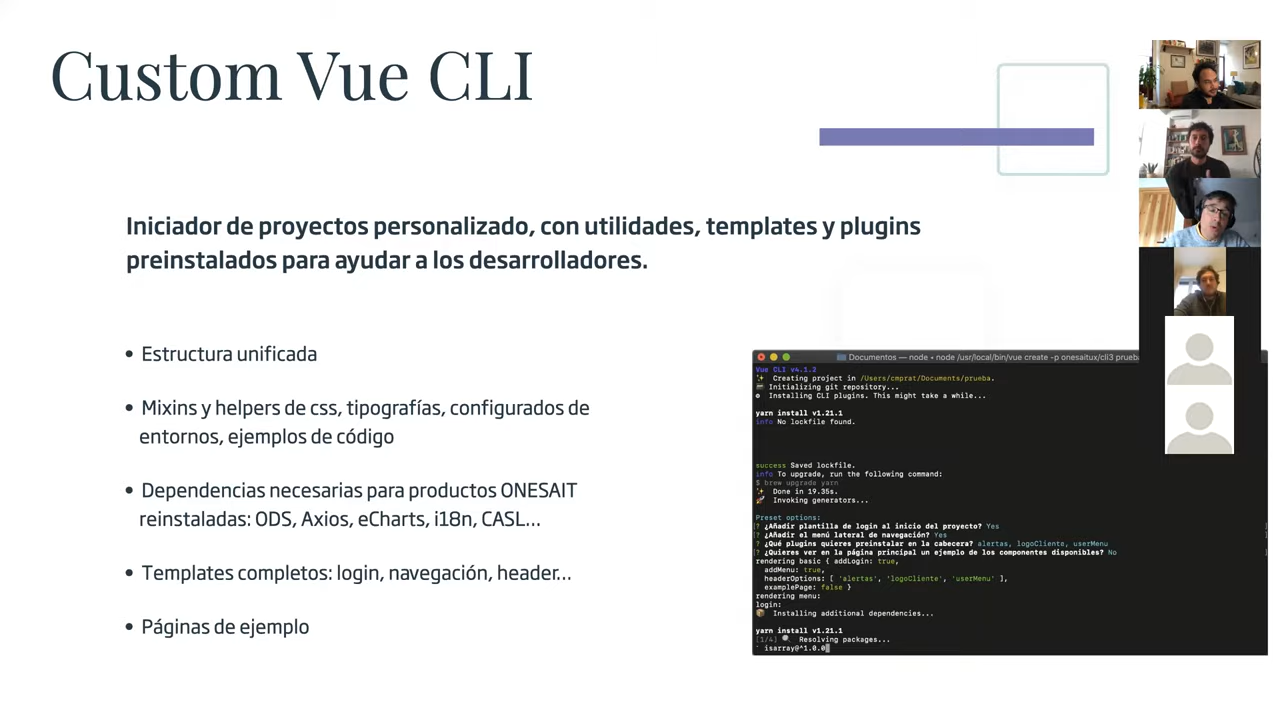 Custom Vue CLI
Iniciador de proyectos personalizado, con utilidades, templates y plugins
preinstalados para ayudar a los desarrolladores.
• Estructura unificada
• Mixins y helpers de css, tipografías, configurados de
entornos, ejemplos de código
• Dependencias necesarias para productos ONESAIT
reinstaladas: ODS, Axios, eCharts, i18n, CASL...
• Templates completos: login, navegación, header...
• Páginas de ejemplo
Documentos — node • node /usr/local/bin/vue create -p onesaitux/cli3 prueba
Vue CLI v4.1.2
✨ Creating project in /Users/cmprat/Documents/prueba.
Initializing git repository...
Installing CLI plugins. This might take a while...
yarn install v1.21.1
info No lockfile found.
success Saved lockfile.
info To upgrade, run the following command:
$ brew upgrade yarn
✨ Done in 19.35s.
🚀 Invoking generators...
Preset options:
? ¿Añadir plantilla de login al inicio del proyecto? Yes
? ¿Añadir el menú lateral de navegación? Yes
? ¿Qué plugins quieres preinstalar en la cabecera? alertas, logoCliente, userMenu
? ¿Quieres ver en la página principal un ejemplo de los componentes disponibles? No
rendering basic { addLogin: true,
addMenu: true,
headerOptions: [ 'alertas', 'logoCliente', 'userMenu' ],
examplePage: false }
rendering menu:
login:
📦 Installing additional dependencies...
yarn install v1.21.1
[1/4] 🔍 Resolving packages...
isarray@^1.0.0